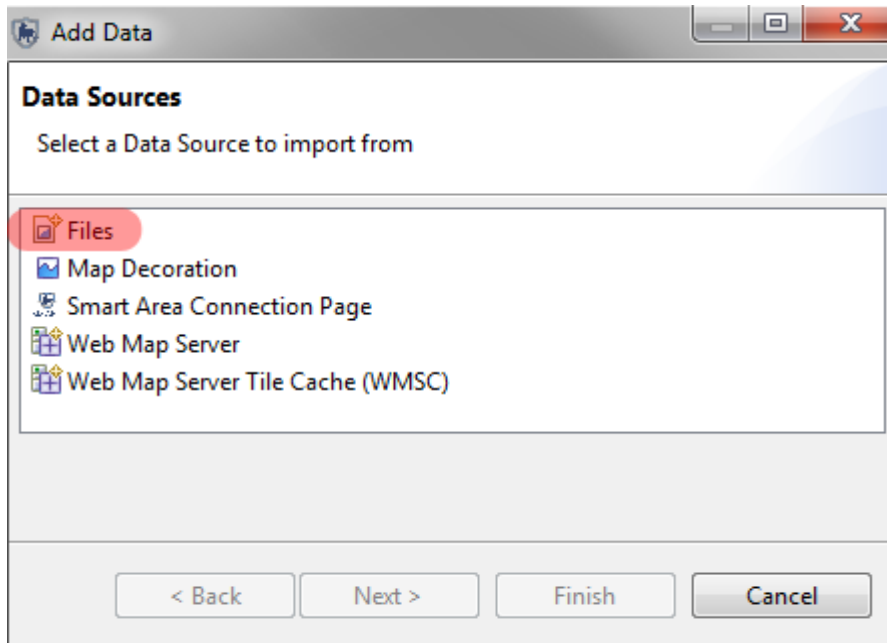 Add Data
Data Sources
Select a Data Source to import from
Files
Map Decoration
Smart Area Connection Page
Web Map Server
Web Map Server Tile Cache (WMSC)
< Back Next > Finish Cancel